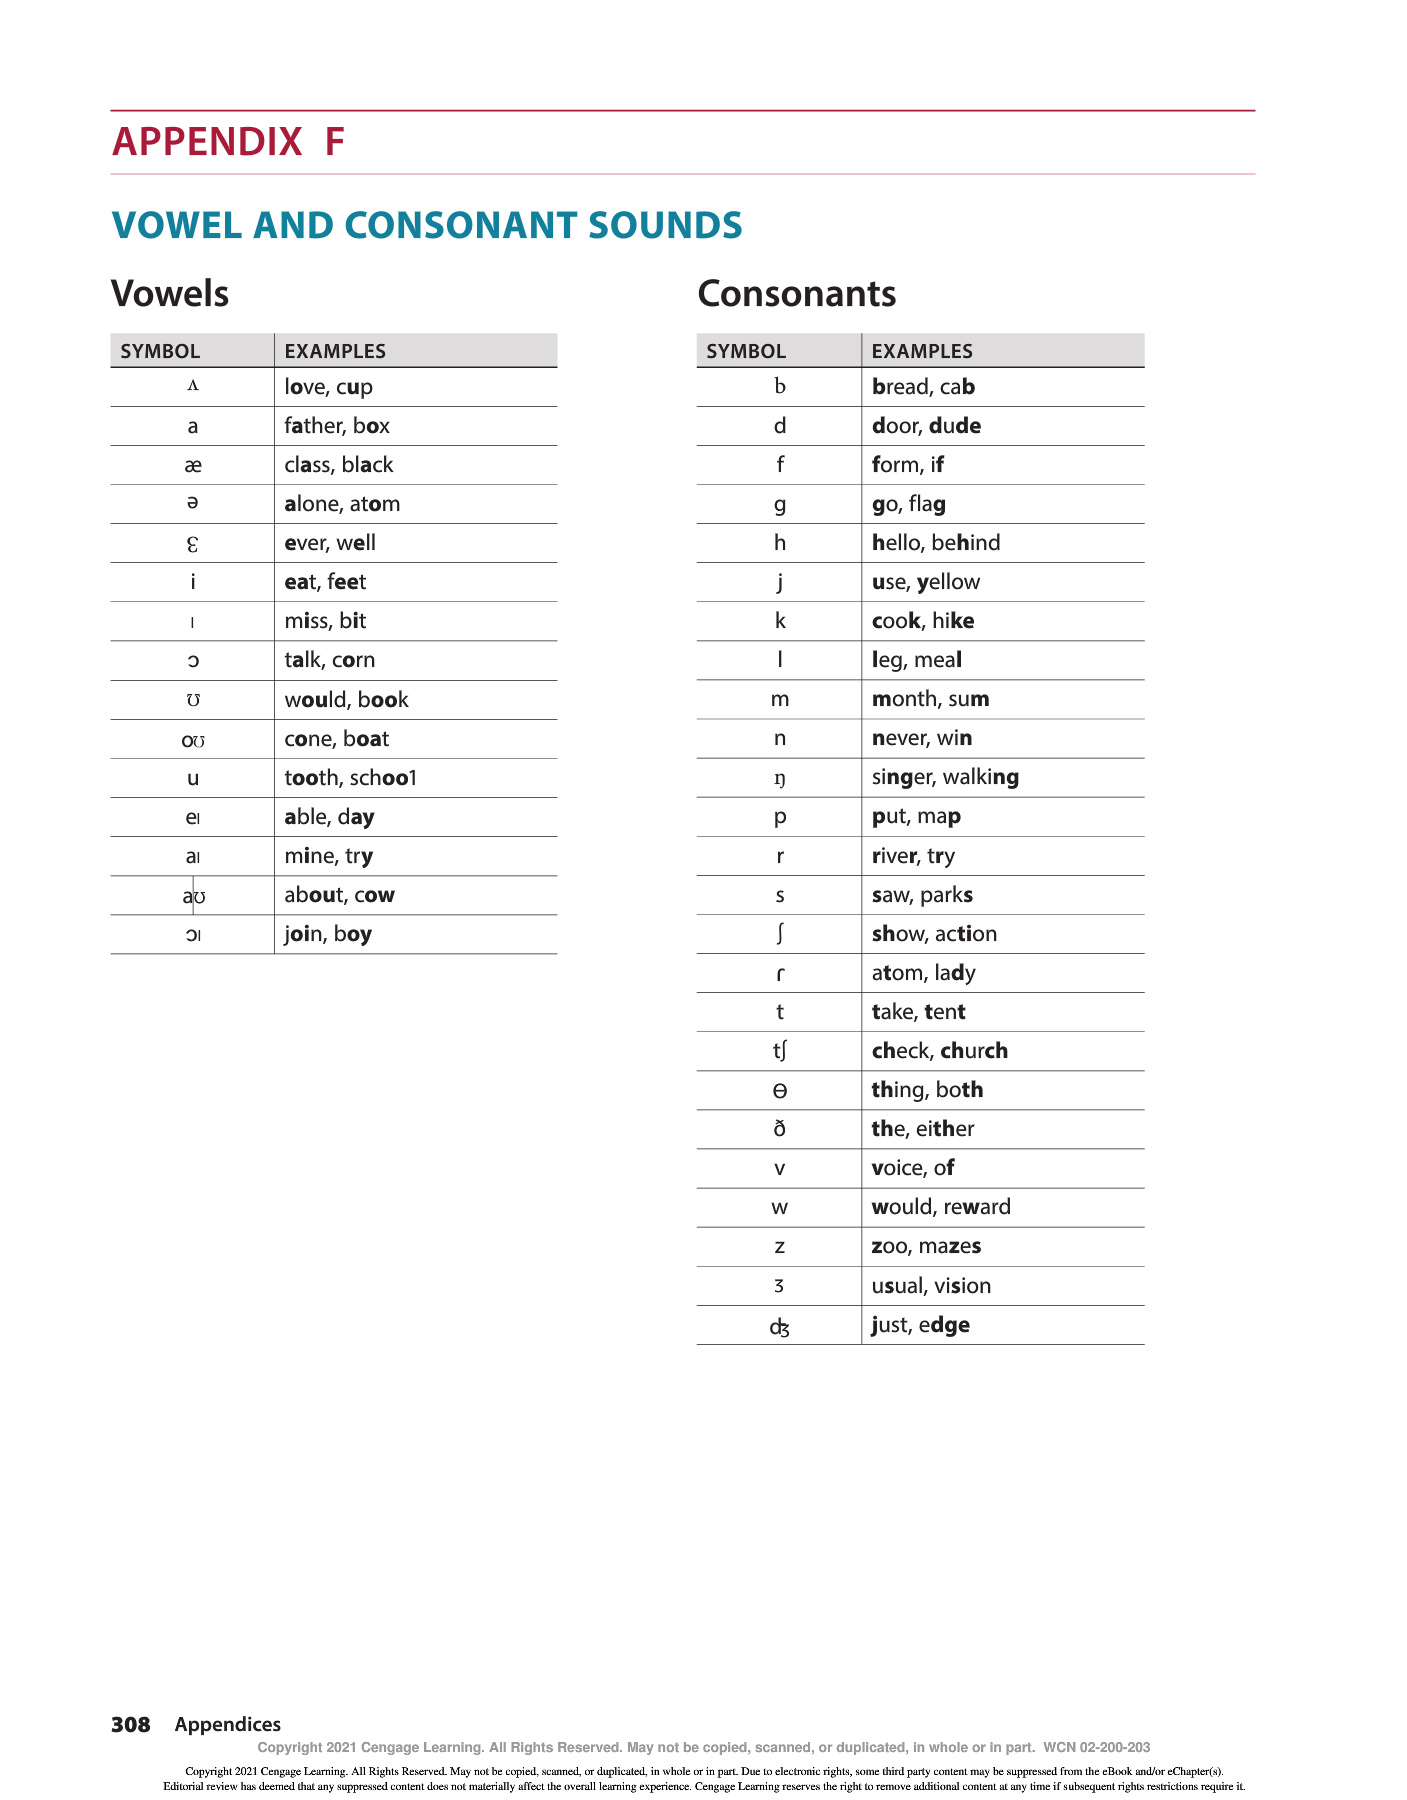 APPENDIX F
VOWEL AND CONSONANT SOUNDS
Vowels
SYMBOL EXAMPLES
ʌ love, cup
a father, box
æ class, black
ə alone, atom
ɛ ever, well
i eat, feet
ɪ miss, bit
ɔ talk, corn
ʊ would, book
oʊ cone, boat
u tooth, schoo1
eɪ able, day
aɪ mine, try
aʊ about, cow
ɔɪ join, boy
Consonants
SYMBOL EXAMPLES
b bread, cab
d door, dude
f form, if
g go, flag
h hello, behind
j use, yellow
k cook, hike
l leg, meal
m month, sum
n never, win
ŋ singer, walking
p put, map
r river, try
s saw, parks
ʃ show, action
ɾ atom, lady
t take, tent
tʃ check, church
ɵ thing, both
ð the, either
v voice, of
w would, reward
z zoo, mazes
ʒ usual, vision
ʤ just, edge
308 Appendices
Copyright 2021 Cengage Learning. All Rights Reserved. May not be copied, scanned, or duplicated, in whole or in part. WCN 02-200-203
Copyright 2021 Cengage Learning. All Rights Reserved. May not be copied, scanned, or duplicated, in whole or in part. Due to electronic rights, some third party content may be suppressed from the eBook and/or eChapter(s).
Editorial review has deemed that any suppressed content does not materially affect the overall learning experience. Cengage Learning reserves the right to remove additional content at any time if subsequent rights restrictions require it.